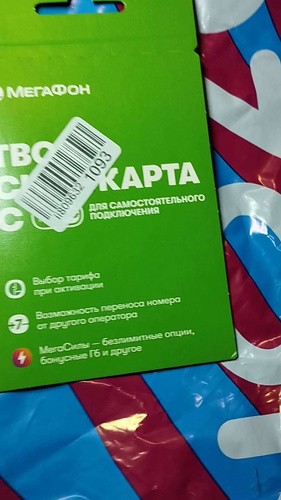 МЕГАФОН
КАРТА
С
ДЛЯ САМОСТОЯТЕЛЬНОГО
ПОДКЛЮЧЕНИЯ
1093
Выбор тарифа
при активации
Возможность переноса номера
от другого оператора
МегаСилы — безлимитные опции,
бонусные Гб и другое